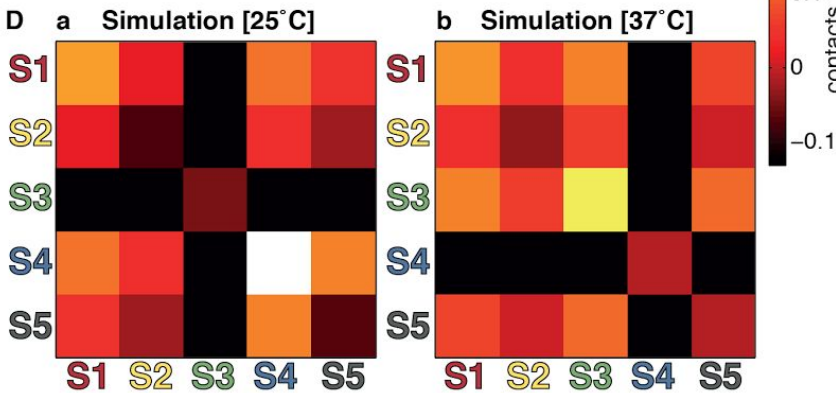 D a Simulation [25°C] b Simulation [37°C]
S1
S2
S3
S4
S5
S1 S2 S3 S4 S5
S1
S2
S3
S4
S5
S1 S2 S3 S4 S5
0
−0.1
contacts